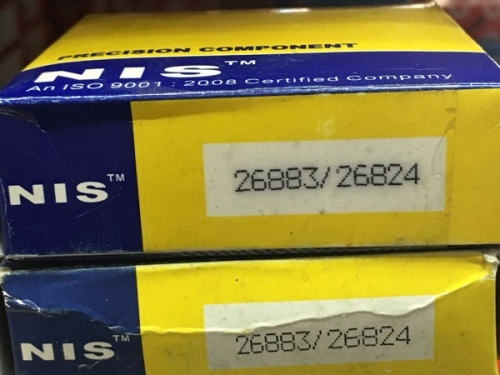 PRECISION COMPONENT
NIS™
An ISO 9001 : 2008 Certified Company
NIS™
26883/26824
NIS™
26883/26824